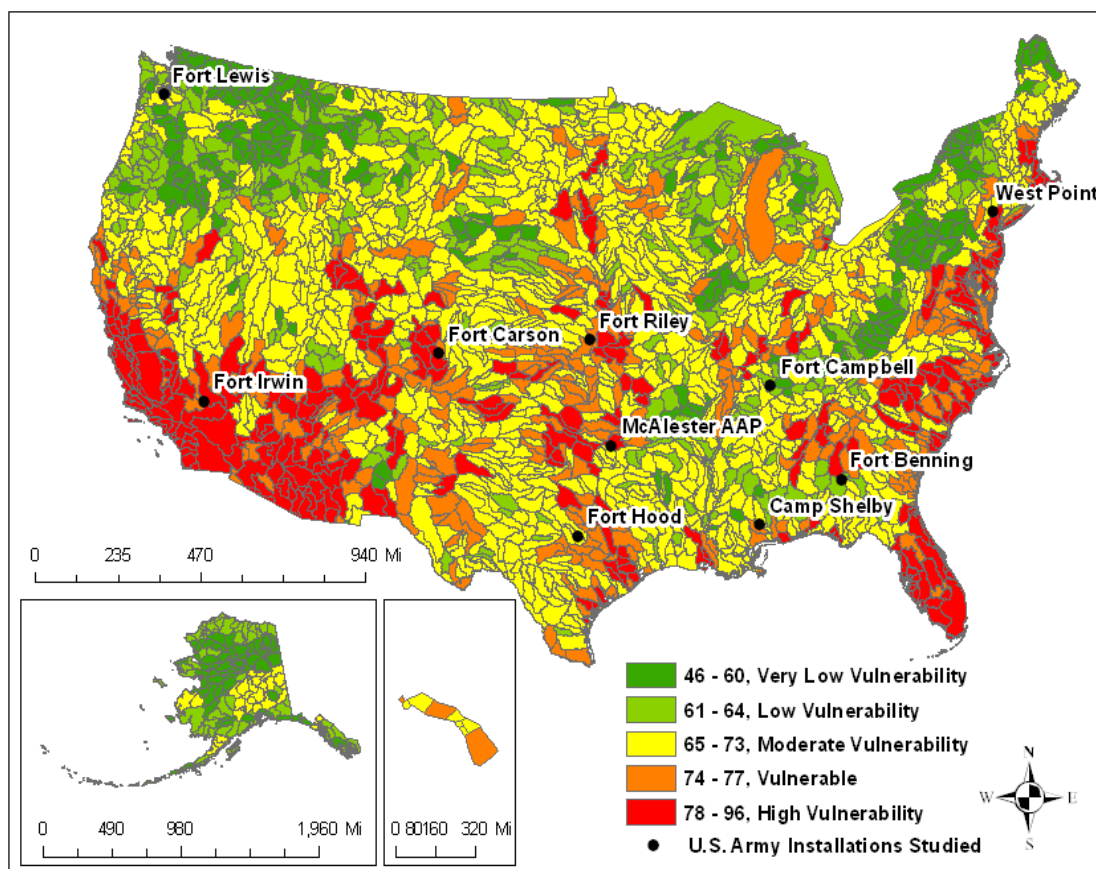 Fort Lewis
West Point
Fort Carson
Fort Riley
Fort Irwin
Fort Campbell
McAlester AAP
Fort Benning
Camp Shelby
Fort Hood
0 235 470 940 Mi
46 - 60, Very Low Vulnerability
61 - 64, Low Vulnerability
65 - 73, Moderate Vulnerability
74 - 77, Vulnerable
78 - 96, High Vulnerability
U.S. Army Installations Studied
N
W E
S
0 490 980 1,960 Mi
0 80160 320 Mi